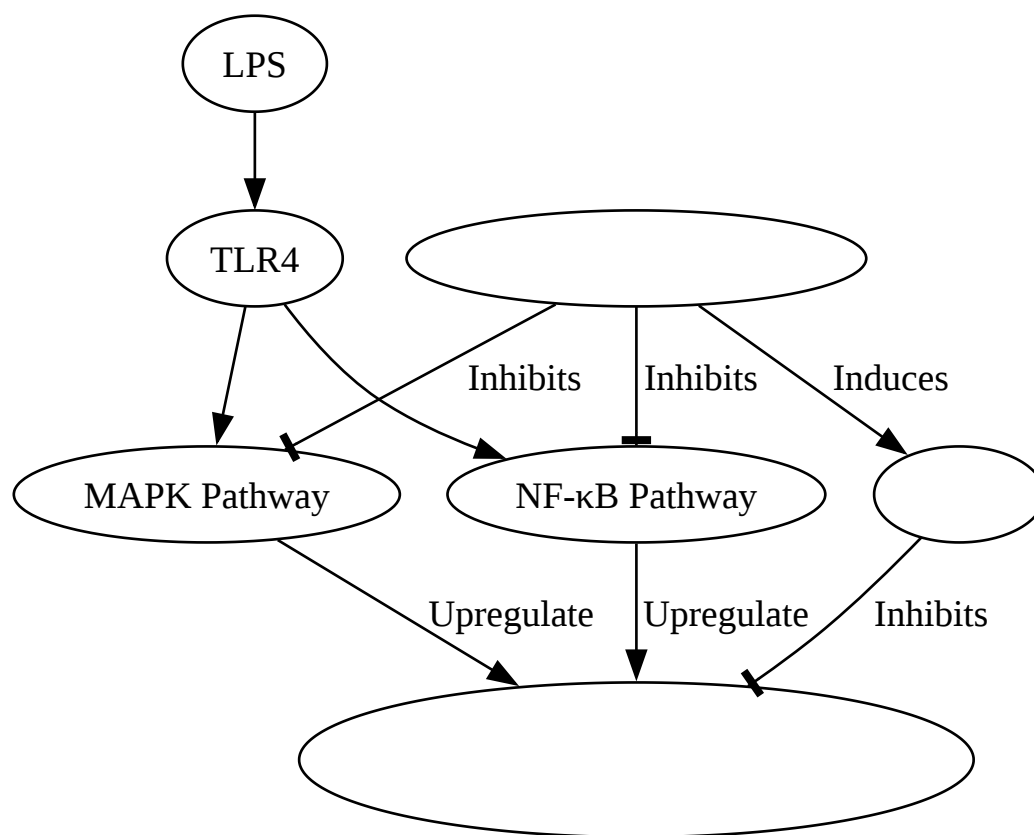 LPS
TLR4
Inhibits
Inhibits
Induces
MAPK Pathway
NF-κB Pathway
Upregulate
Upregulate
Inhibits